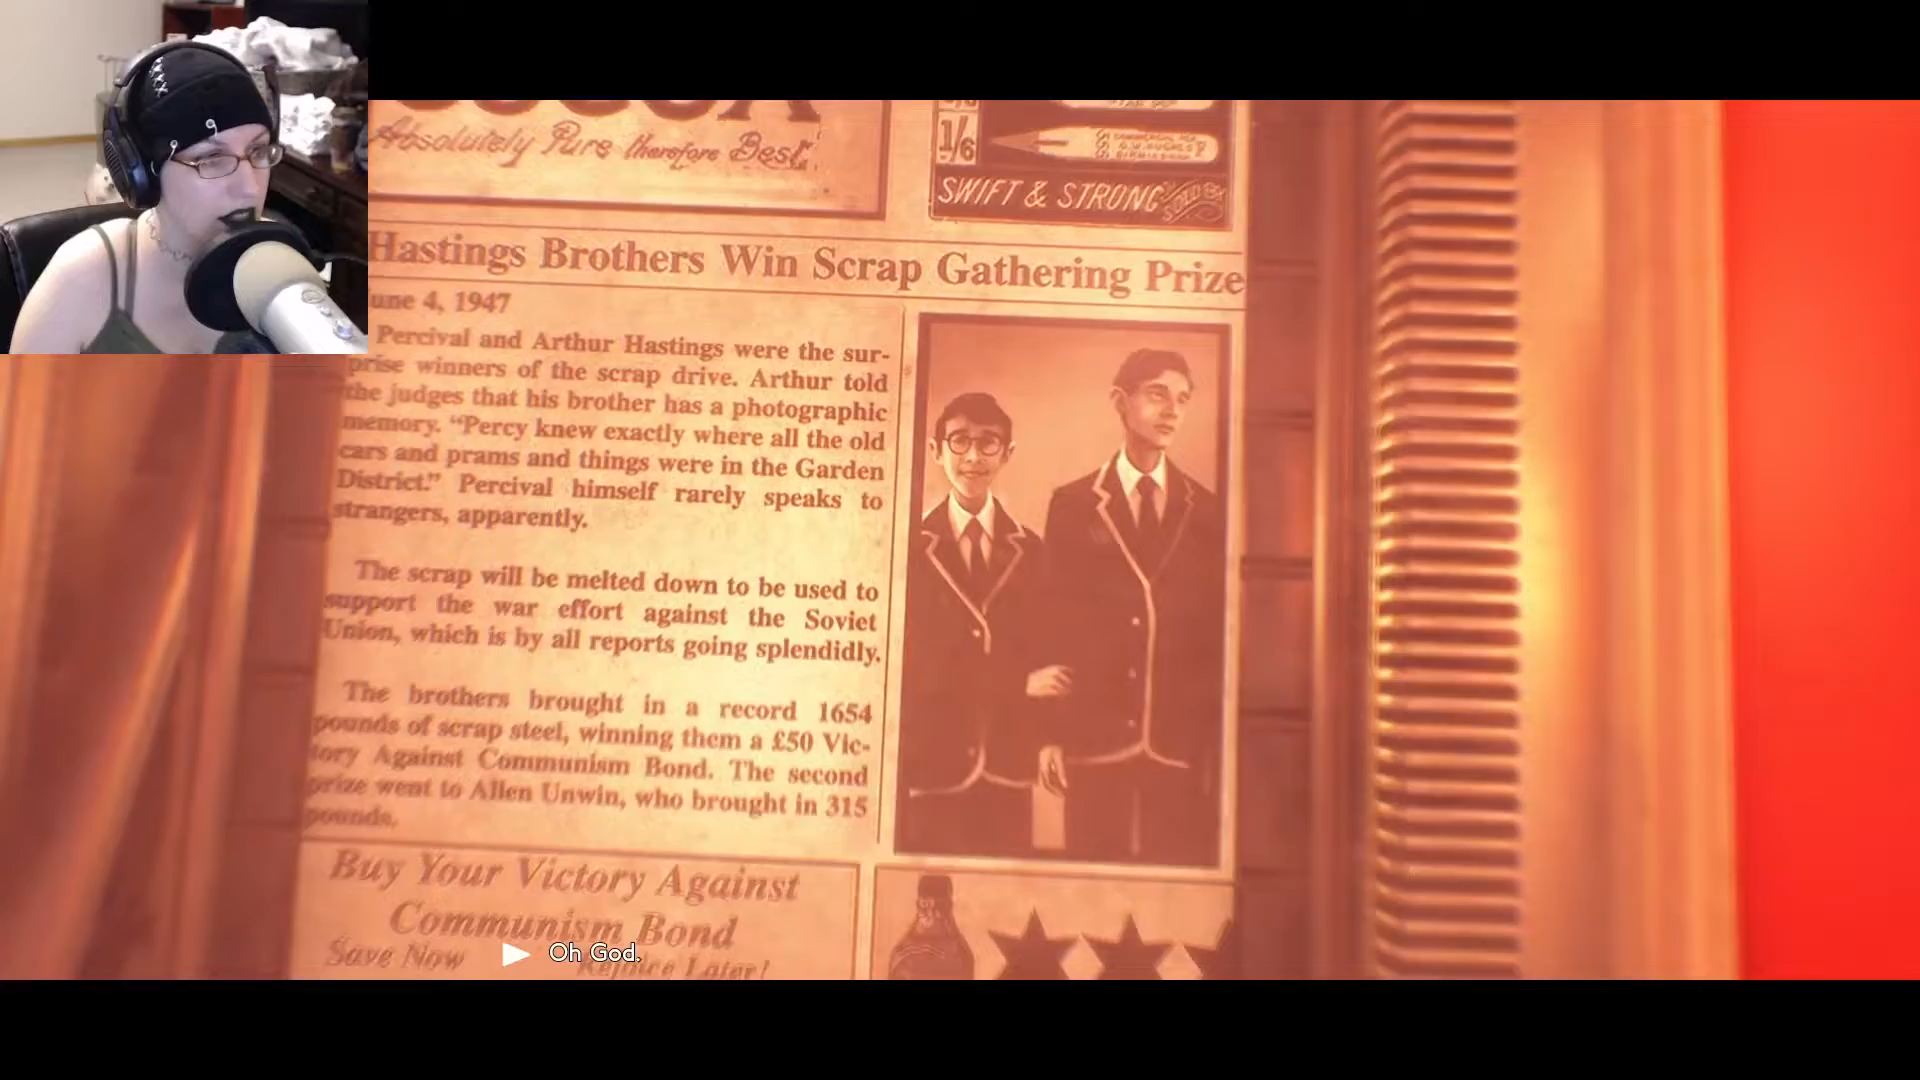 Absolutely Pure therefore Best.
1/6
SWIFT & STRONG
SOLD BY
Hastings Brothers Win Scrap Gathering Prize
une 4, 1947
Percival and Arthur Hastings were the sur-
prise winners of the scrap drive. Arthur told
the judges that his brother has a photographic
memory. “Percy knew exactly where all the old
cars and prams and things were in the Garden
District.” Percival himself rarely speaks to
strangers, apparently.
The scrap will be melted down to be used to
support the war effort against the Soviet
Union, which is by all reports going splendidly.
The brothers brought in a record 1654
pounds of scrap steel, winning them a £50 Vic-
tory Against Communism Bond. The second
prize went to Allen Unwin, who brought in 315
pounds.
Buy Your Victory Against
Communism Bond
Save Now
Rejoice Later!
Oh God.